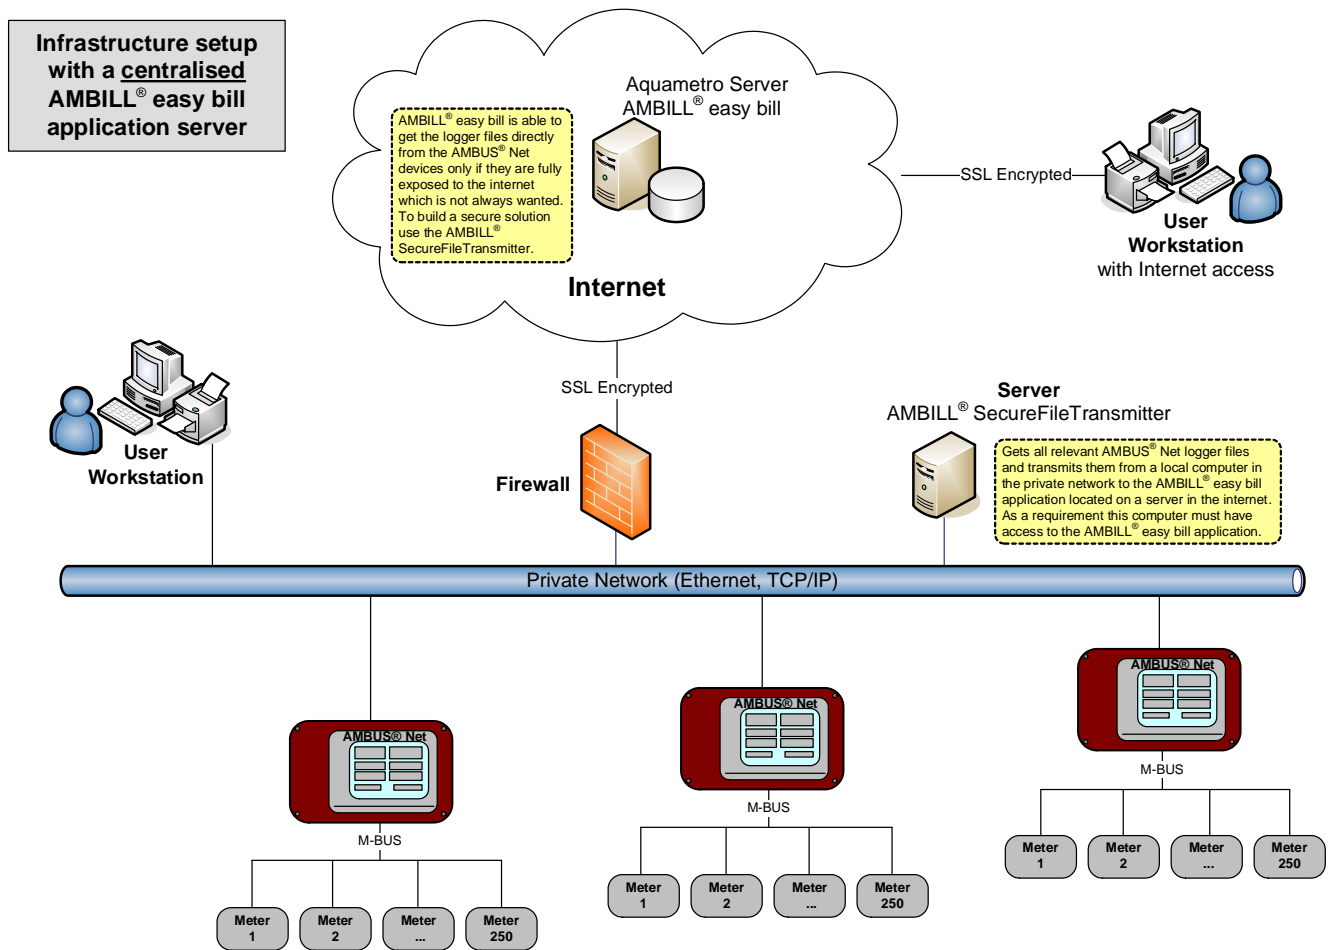 Infrastructure setup
with a centralised
AMBILL® easy bill
application server
Aquametro Server
AMBILL® easy bill
AMBILL® easy bill is able to
get the logger files directly
from the AMBUS® Net
devices only if they are fully
exposed to the internet
which is not always wanted.
To build a secure solution
use the AMBILL®
SecureFileTransmitter.
Internet
SSL Encrypted
User
Workstation
with Internet access
SSL Encrypted
User
Workstation
Firewall
Server
AMBILL® SecureFileTransmitter
Gets all relevant AMBUS® Net logger files
and transmits them from a local computer in
the private network to the AMBILL® easy bill
application located on a server in the internet.
As a requirement this computer must have
access to the AMBILL® easy bill application.
Private Network (Ethernet, TCP/IP)
AMBUS® Net
M-BUS
Meter
1
Meter
2
Meter
...
Meter
250
AMBUS® Net
M-BUS
Meter
1
Meter
2
Meter
...
Meter
250
AMBUS® Net
M-BUS
Meter
1
Meter
2
Meter
...
Meter
250